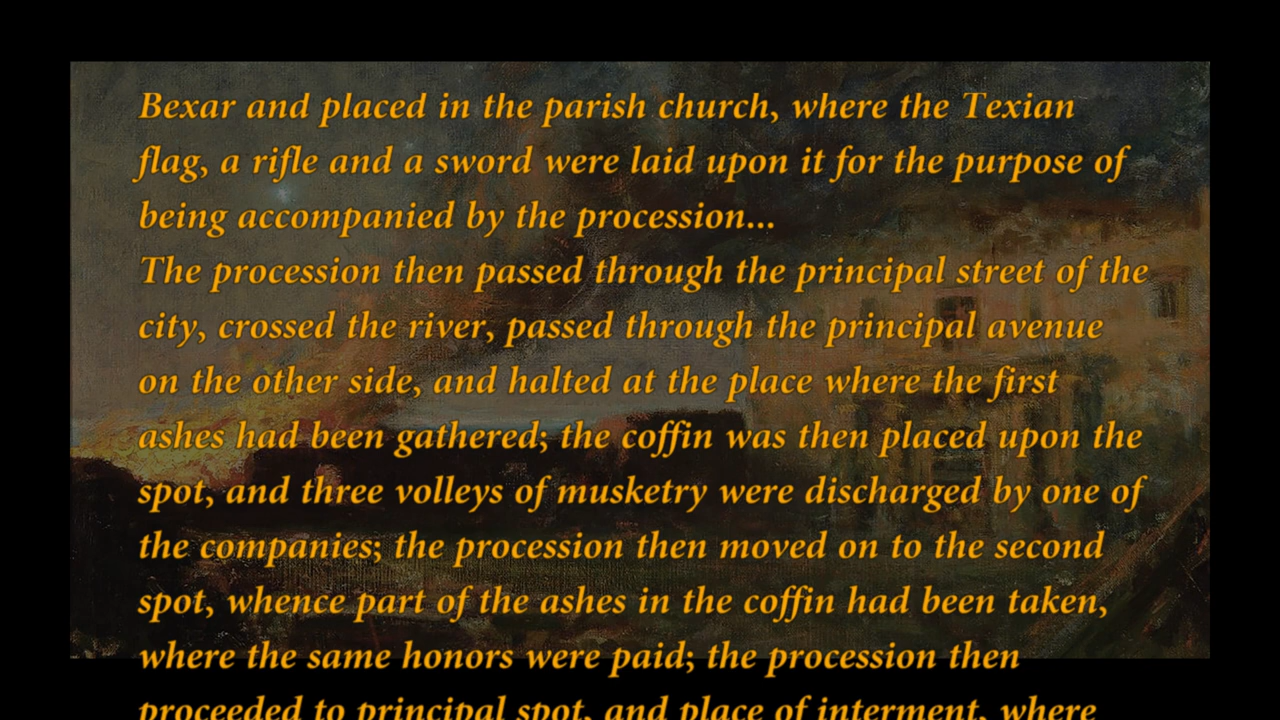 Bexar and placed in the parish church, where the Texian
flag, a rifle and a sword were laid upon it for the purpose of
being accompanied by the procession...
The procession then passed through the principal street of the
city, crossed the river, passed through the principal avenue
on the other side, and halted at the place where the first
ashes had been gathered; the coffin was then placed upon the
spot, and three volleys of musketry were discharged by one of
the companies; the procession then moved on to the second
spot, whence part of the ashes in the coffin had been taken,
where the same honors were paid; the procession then
proceeded to principal spot, and place of interment, where